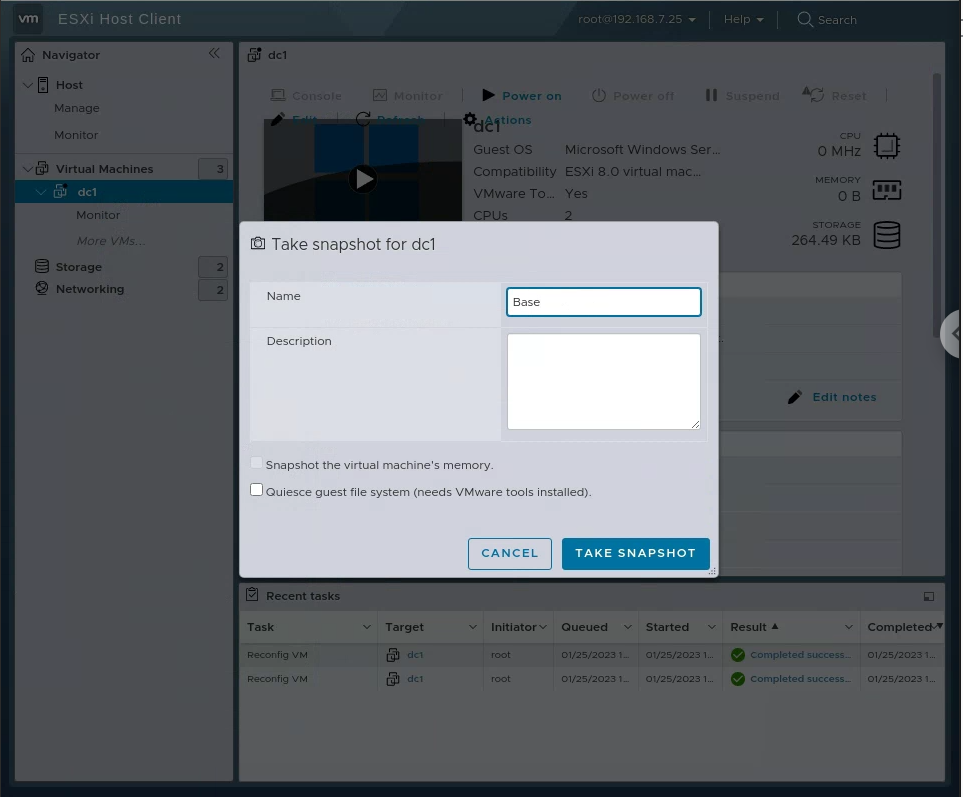 vm ESXi Host Client root@192.168.7.25 Help Search
Navigator
Host
Manage
Monitor
Virtual Machines 3
dc1
Monitor
More VMs...
Storage 2
Networking 2
dc1
Console Monitor Power on Power off Suspend Reset
Edit Refresh Actions
dc1
Guest OS Microsoft Windows Ser...
Compatibility ESXi 8.0 virtual mac...
VMware To... Yes
CPUs 2
CPU
0 MHz
MEMORY
0 B
STORAGE
264.49 KB
Take snapshot for dc1
Name Base
Description
Snapshot the virtual machine's memory.
Quiesce guest file system (needs VMware tools installed).
CANCEL TAKE SNAPSHOT
Edit notes
Recent tasks
Task Target Initiator Queued Started Result Completed
Reconfig VM dc1 root 01/25/2023 1... 01/25/2023 1... Completed success... 01/25/2023 1...
Reconfig VM dc1 root 01/25/2023 1... 01/25/2023 1... Completed success... 01/25/2023 1...